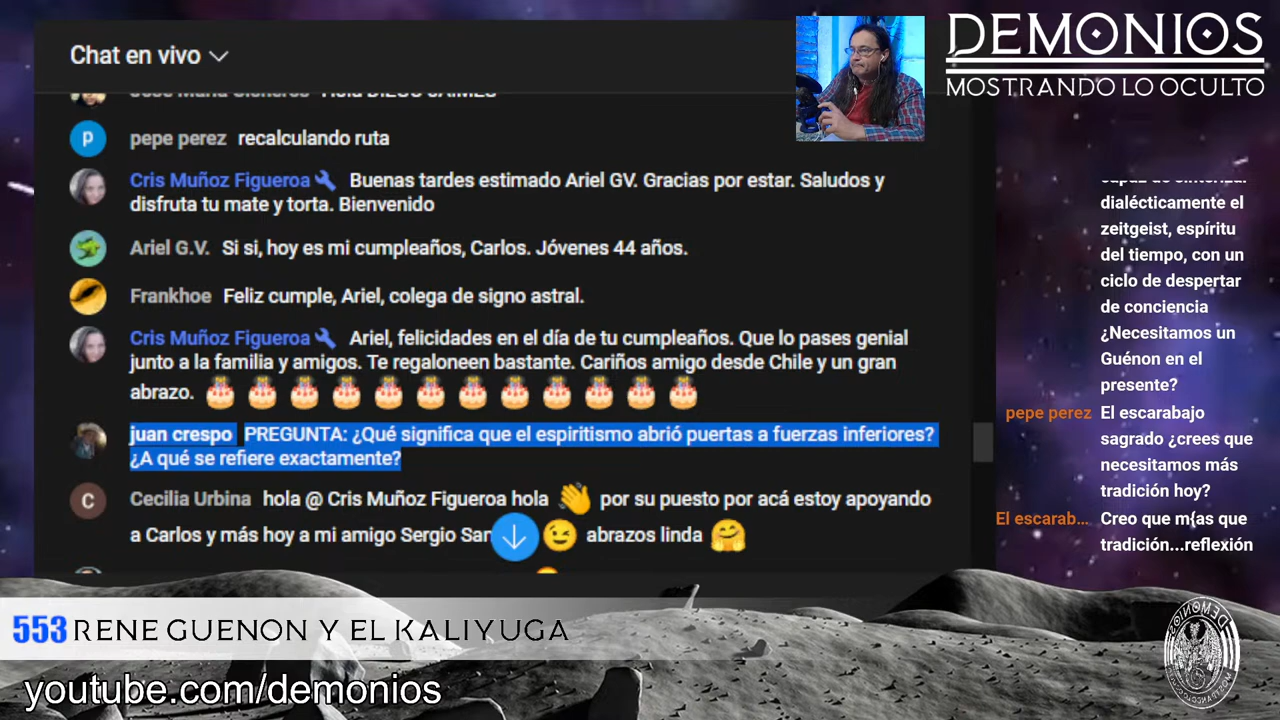 Chat en vivo
Jose Maria Cisneros Hola DIEGO JAIMES
pepe perez recalculando ruta
Cris Muñoz Figueroa Buenas tardes estimado Ariel GV. Gracias por estar. Saludos y
disfruta tu mate y torta. Bienvenido
Ariel G.V. Si si, hoy es mi cumpleaños, Carlos. Jóvenes 44 años.
Frankhoe Feliz cumple, Ariel, colega de signo astral.
Cris Muñoz Figueroa Ariel, felicidades en el día de tu cumpleaños. Que lo pases genial
junto a la familia y amigos. Te regaloneen bastante. Cariños amigo desde Chile y un gran
abrazo.
juan crespo PREGUNTA: ¿Qué significa que el espiritismo abrió puertas a fuerzas inferiores?
¿A qué se refiere exactamente?
Cecilia Urbina hola @ Cris Muñoz Figueroa hola por su puesto por acá estoy apoyando
a Carlos y más hoy a mi amigo Sergio San abrazos linda
DEMONIOS
MOSTRANDO LO OCULTO
dialécticamente el
zeitgeist, espíritu
del tiempo, con un
ciclo de despertar
de conciencia
¿Necesitamos un
Guénon en el
presente?
pepe perez El escarabajo
sagrado ¿crees que
necesitamos más
tradición hoy?
El escarab... Creo que m{as que
tradición...reflexión
553 RENE GUENON Y EL KALIYUGA
youtube.com/demonios